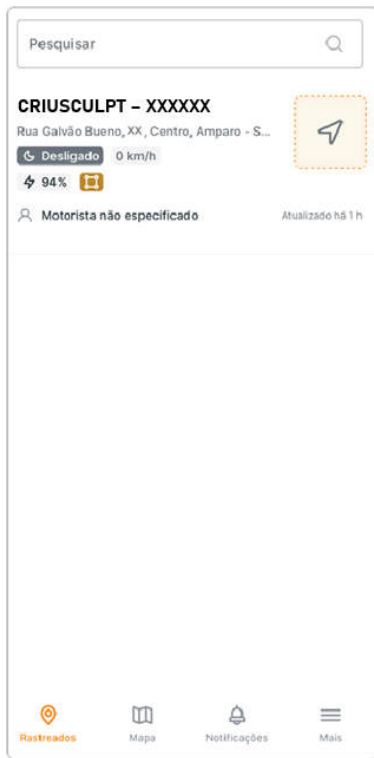 Pesquisar
CRIUSCULPT – XXXXXX
Rua Galvão Bueno, XX, Centro, Amparo - S...
Desligado 0 km/h
94%
Motorista não especificado Atualizado há 1 h
Rastreados Mapa Notificações Mais